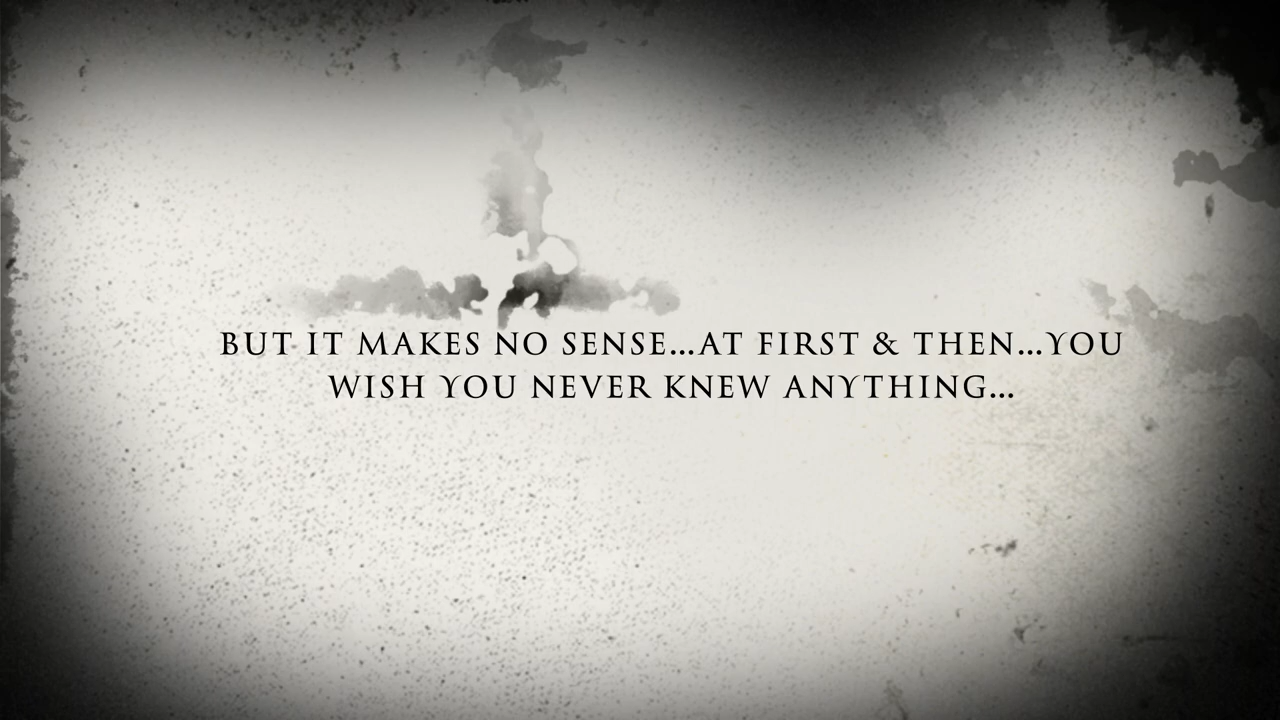 BUT IT MAKES NO SENSE...AT FIRST & THEN...YOU
WISH YOU NEVER KNEW ANYTHING...